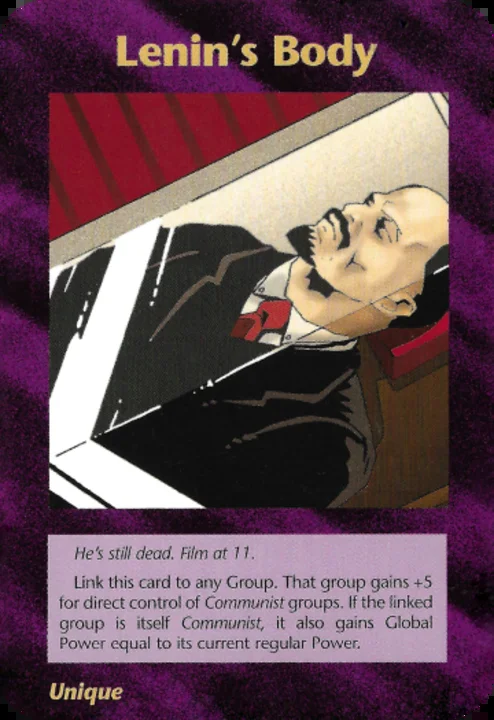 Lenin's Body
He's still dead. Film at 11.
Link this card to any Group. That group gains +5
for direct control of Communist groups. If the linked
group is itself Communist, it also gains Global
Power equal to its current regular Power.
Unique